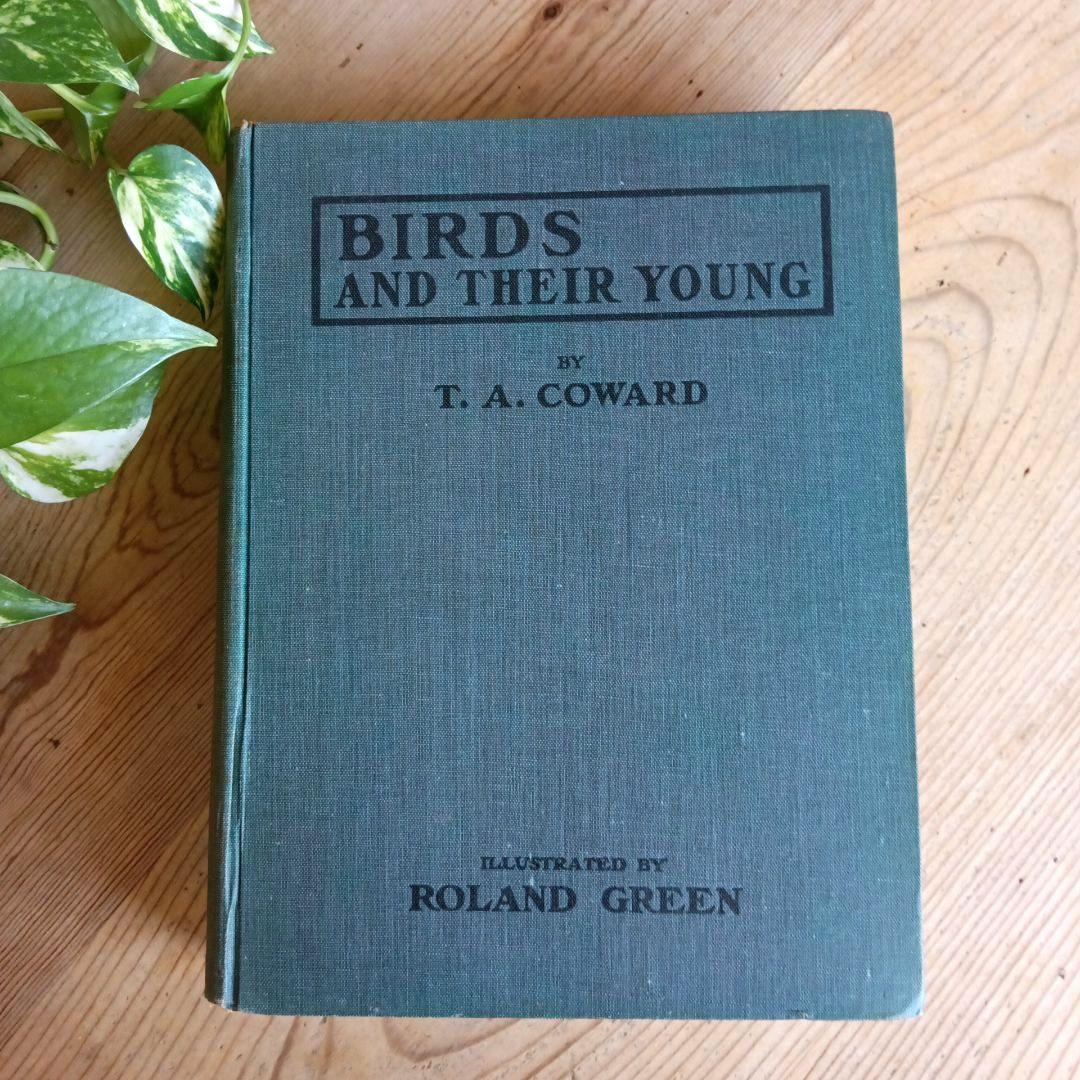 BIRDS
AND THEIR YOUNG
BY
T. A. COWARD
ILLUSTRATED BY
ROLAND GREEN